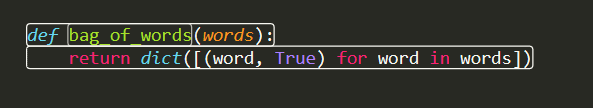 def bag_of_words(words):
    return dict([(word, True) for word in words])